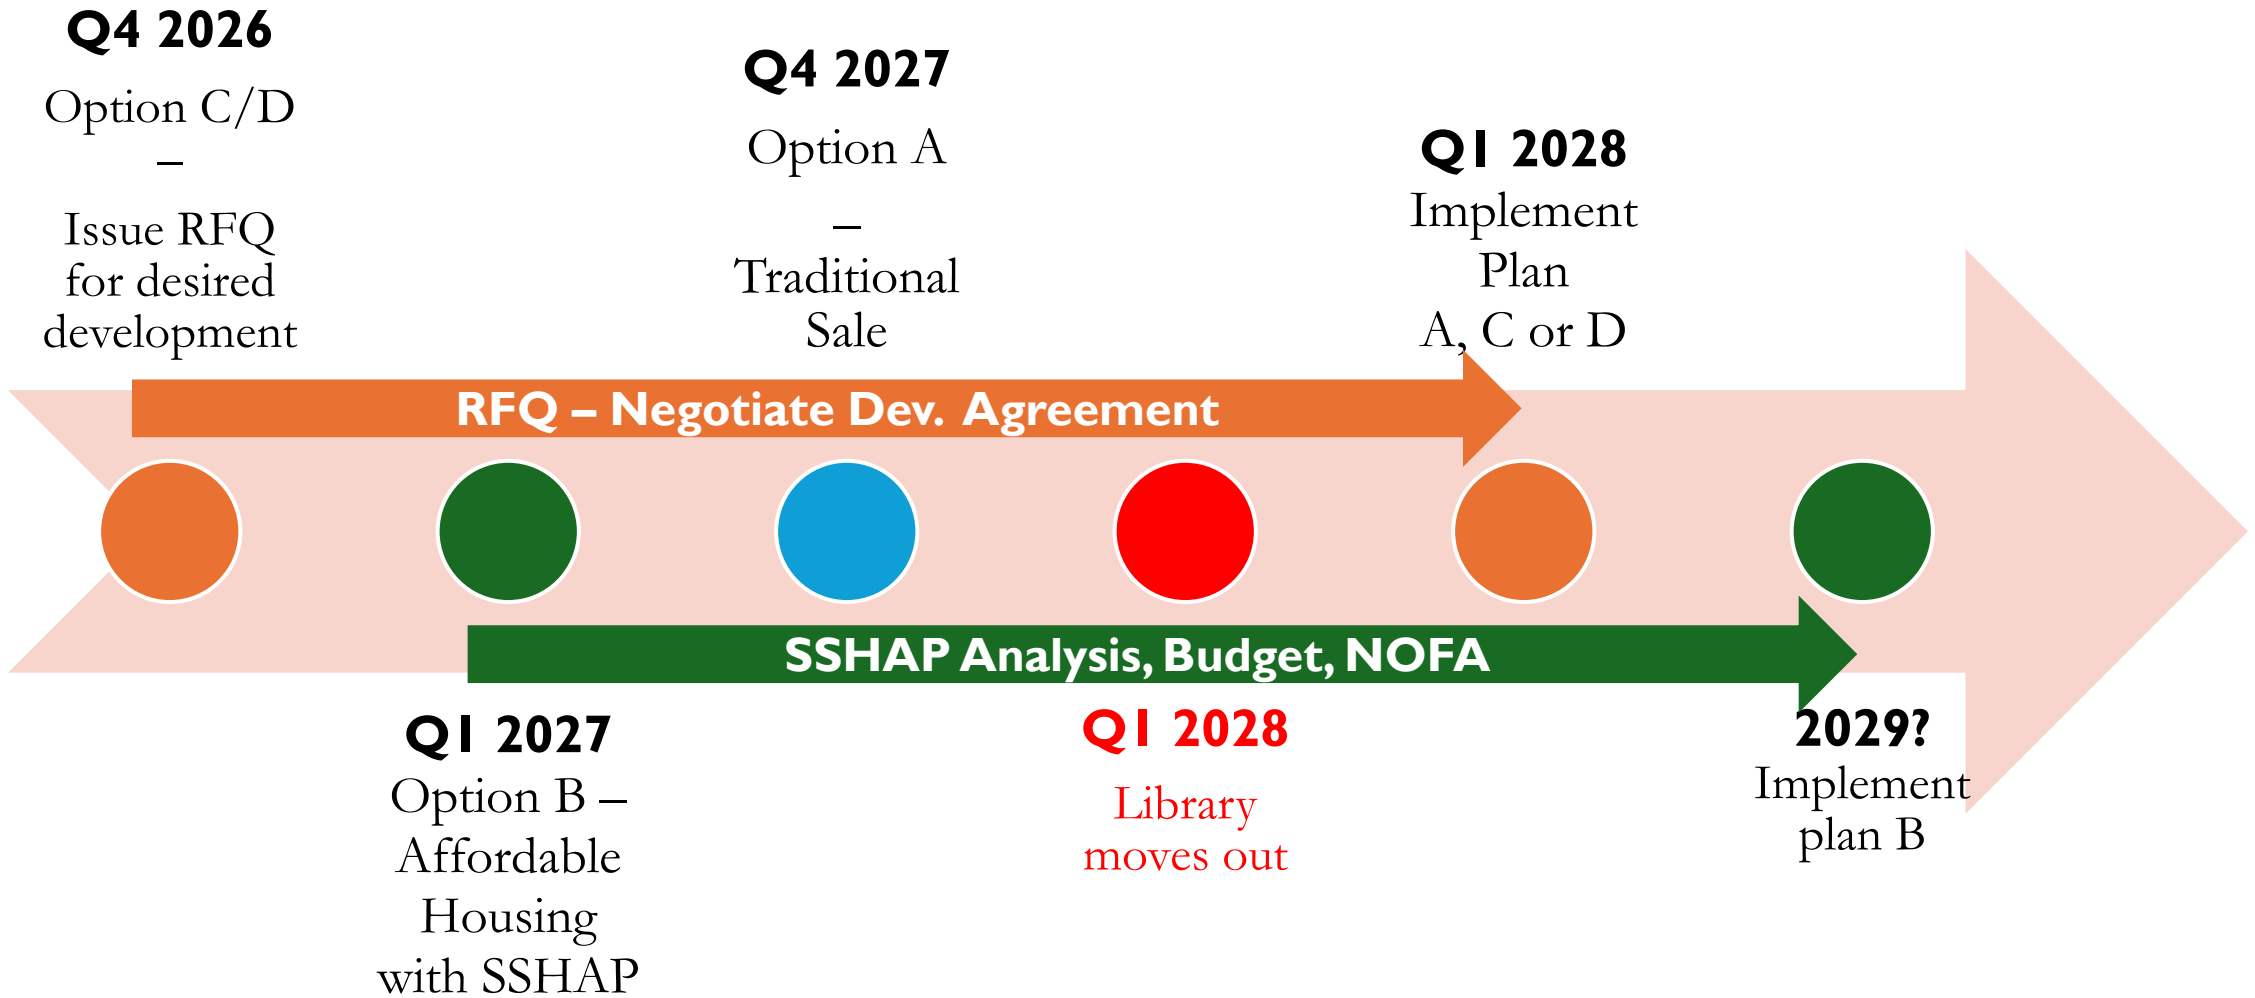 Q4 2026
Option C/D
–
Issue RFQ
for desired
development
Q4 2027
Option A
–
Traditional
Sale
Q1 2028
Implement
Plan
A, C or D
RFQ – Negotiate Dev. Agreement
SSHAP Analysis, Budget, NOFA
Q1 2027
Option B –
Affordable
Housing
with SSHAP
Q1 2028
Library
moves out
2029?
Implement
plan B